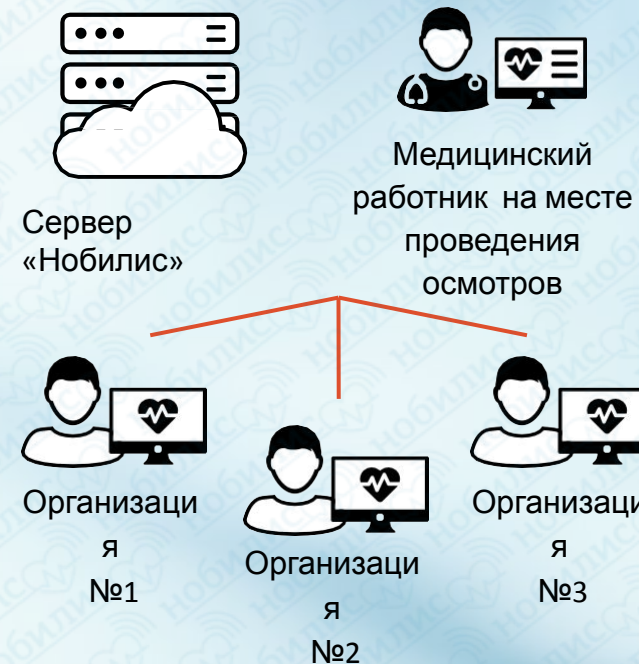 Сервер
«Нобилис»
Медицинский
работник на месте
проведения
осмотров
Организаци
я
№1
Организаци
я
№2
Организаци
я
№3